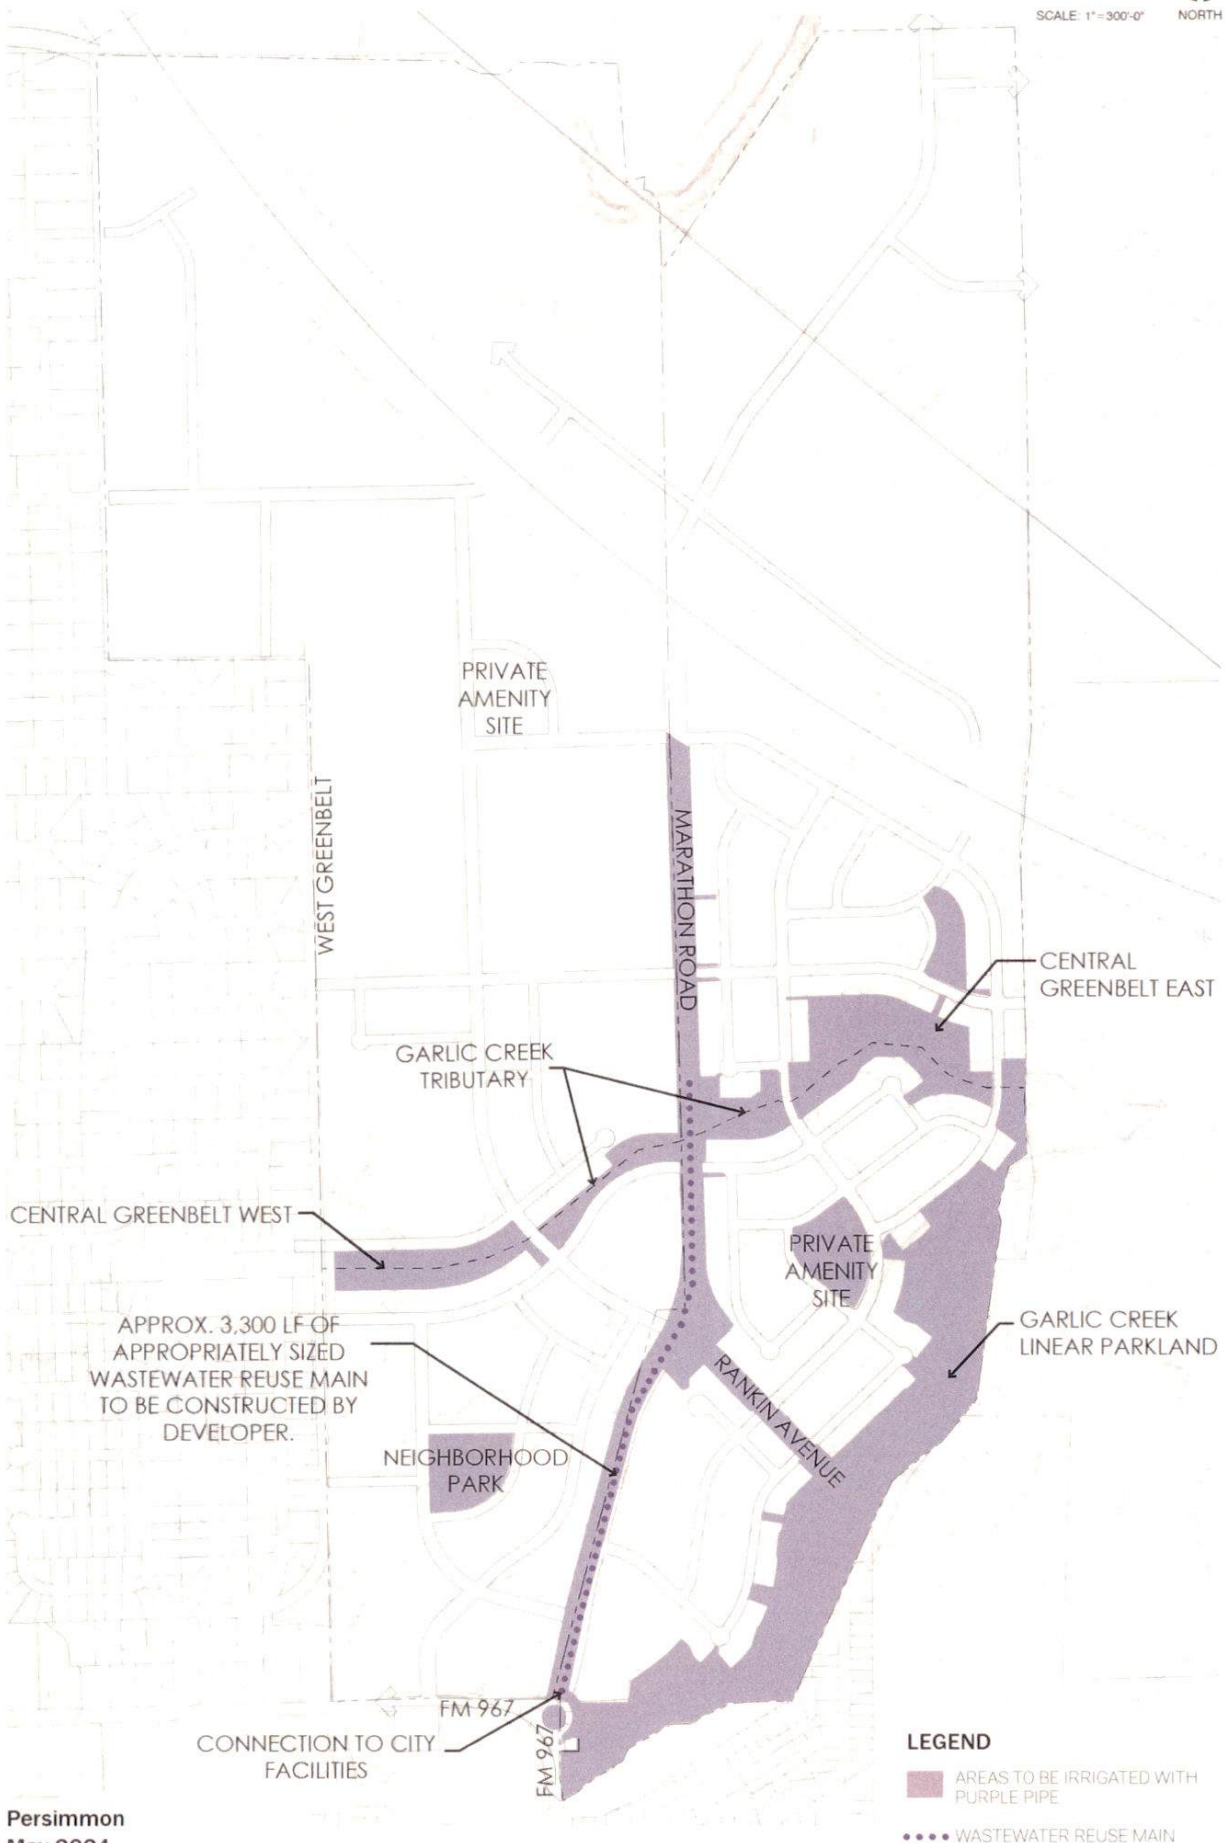 SCALE: 1"=300'-0"
NORTH
PRIVATE
AMENITY
SITE
WEST GREENBELT
MARATHON ROAD
CENTRAL
GREENBELT EAST
GARLIC CREEK
TRIBUTARY
CENTRAL GREENBELT WEST
PRIVATE
AMENITY
SITE
APPROX. 3,300 LF OF
APPROPRIATELY SIZED
WASTEWATER REUSE MAIN
TO BE CONSTRUCTED BY
DEVELOPER.
GARLIC CREEK
LINEAR PARKLAND
RANKIN AVENUE
NEIGHBORHOOD
PARK
FM 967
CONNECTION TO CITY
FACILITIES
FM 967
LEGEND
AREAS TO BE IRRIGATED WITH
PURPLE PIPE
WASTEWATER REUSE MAIN
Persimmon